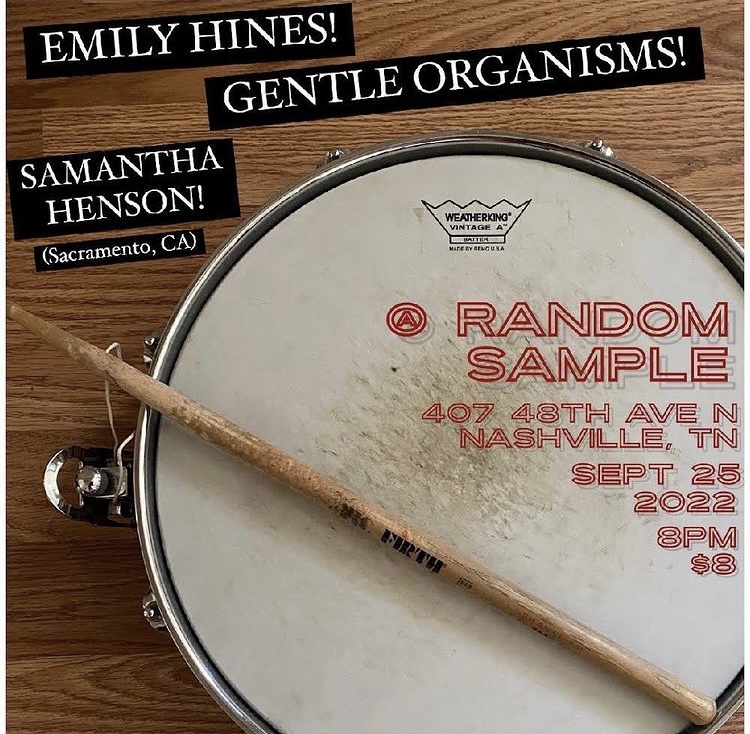 EMILY HINES!
GENTLE ORGANISMS!
SAMANTHA
HENSON!
(Sacramento, CA)
WEATHERKING®
VINTAGE A™
BATTER
MADE BY REMO U.S.A
@ RANDOM
SAMPLE
407 48TH AVE N
NASHVILLE, TN
SEPT 25
2022
8PM
$8
FIRTH